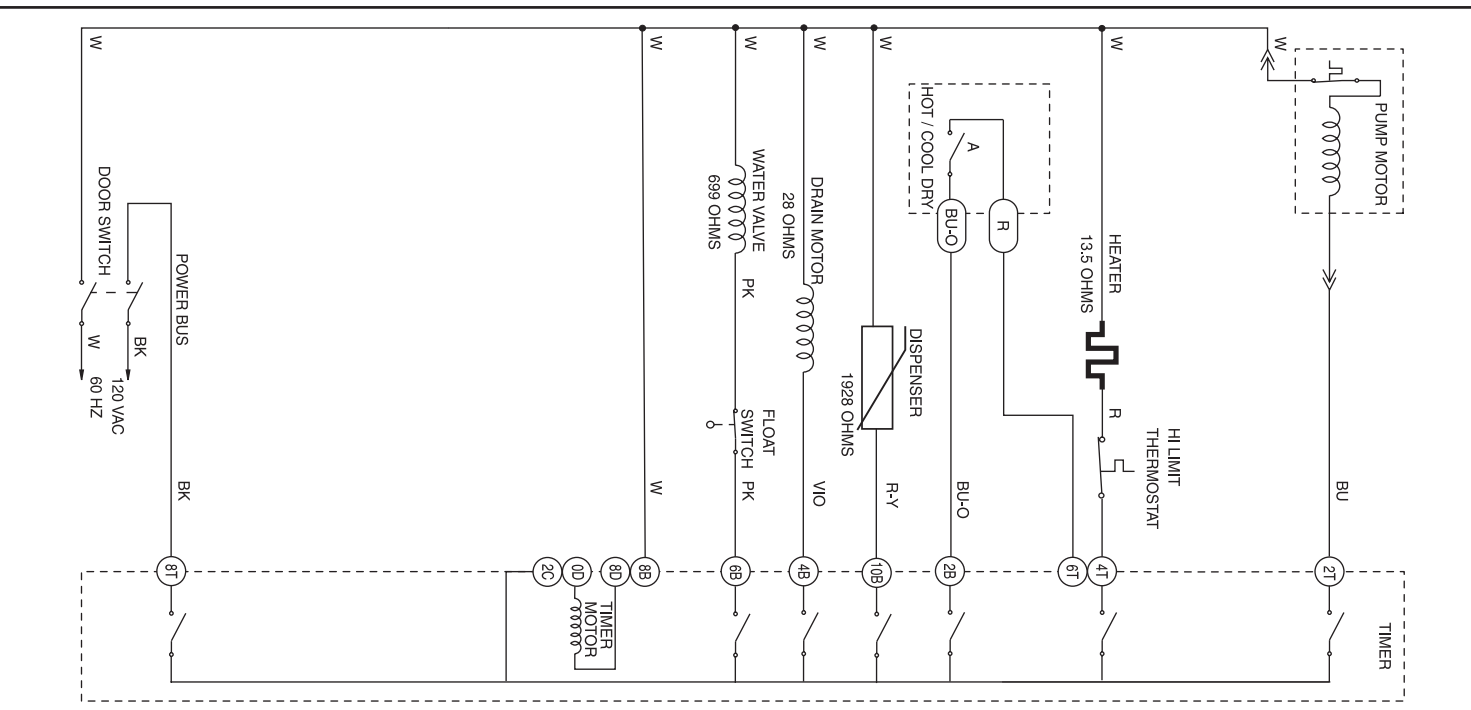 W
W
W
W
W
W
W
PUMP MOTOR
HOT / COOL DRY
A
BU-O
R
WATER VALVE
699 OHMS
DRAIN MOTOR
28 OHMS
HEATER
13.5 OHMS
DOOR SWITCH
POWER BUS
W
BK
120 VAC
60 HZ
PK
DISPENSER
1928 OHMS
R
HI LIMIT
THERMOSTAT
FLOAT
SWITCH
BK
W
PK
VIO
R-Y
BU-O
BU
8T
2C
0D
8D
8B
6B
4B
10B
2B
6T
4T
2T
TIMER
MOTOR
TIMER